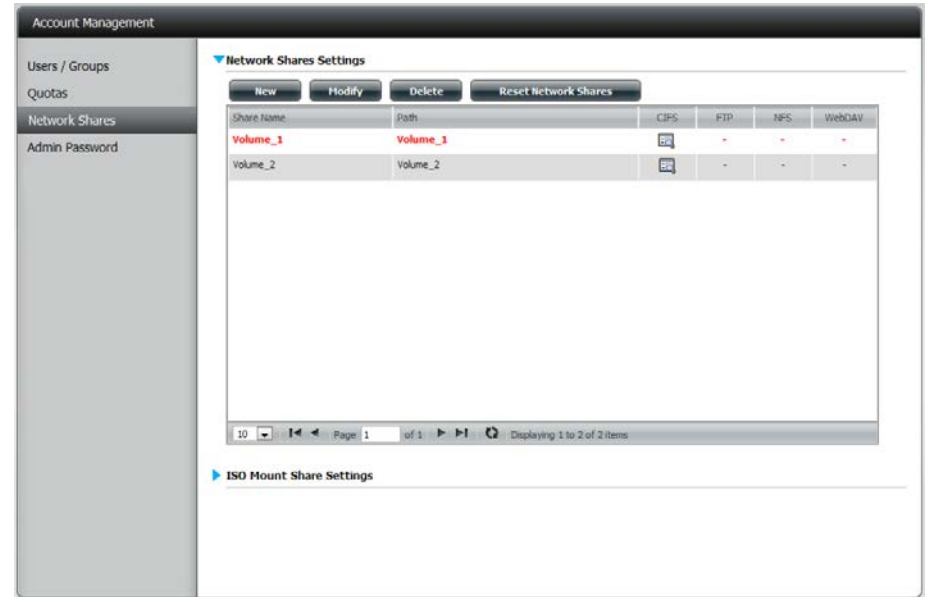 Account Management
Users / Groups
Quotas
Network Shares
Admin Password
Network Shares Settings
New Modify Delete Reset Network Shares
Share Name Path CIFS FTP NFS WebDAV
Volume_1 Volume_1 - - -
Volume_2 Volume_2 - - -
10 Page 1 of 1 Displaying 1 to 2 of 2 items
ISO Mount Share Settings